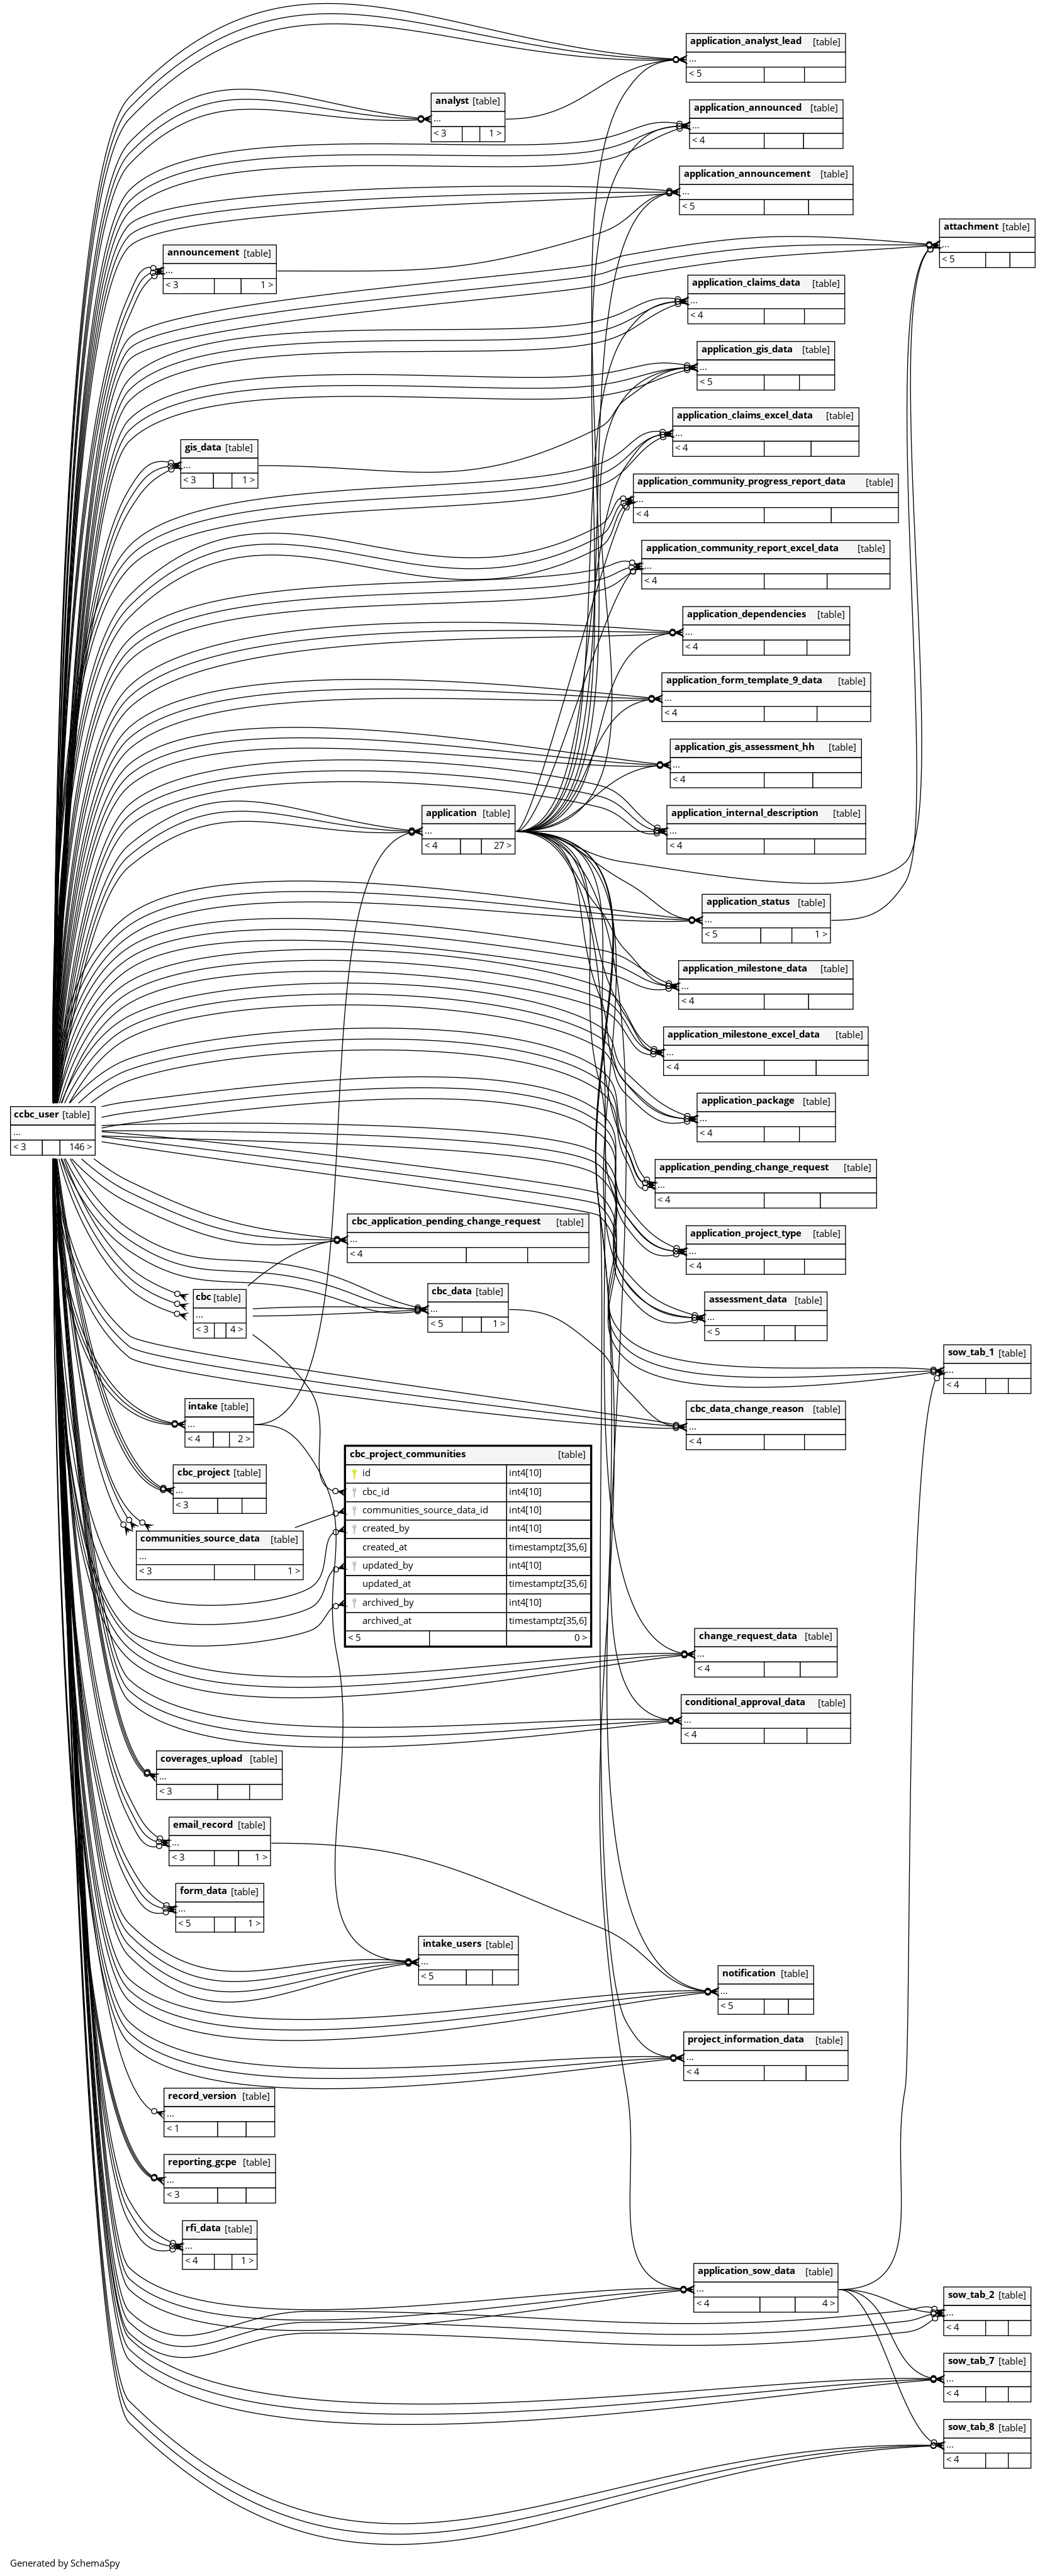 application_analyst_lead [table]
...
< 5
analyst [table]
...
< 3 1 >
application_announced [table]
...
< 4
application_announcement [table]
...
< 5
attachment [table]
...
< 5
announcement [table]
...
< 3 1 >
application_claims_data [table]
...
< 4
application_gis_data [table]
...
< 5
application_claims_excel_data [table]
...
< 4
gis_data [table]
...
< 3 1 >
application_community_progress_report_data [table]
...
< 4
application_community_report_excel_data [table]
...
< 4
application_dependencies [table]
...
< 4
application_form_template_9_data [table]
...
< 4
application_gis_assessment_hh [table]
...
< 4
application [table]
...
< 4 27 >
application_internal_description [table]
...
< 4
application_status [table]
...
< 5 1 >
application_milestone_data [table]
...
< 4
application_milestone_excel_data [table]
...
< 4
application_package [table]
...
< 4
ccbc_user [table]
...
< 3 146 >
application_pending_change_request [table]
...
< 4
cbc_application_pending_change_request [table]
...
< 4
application_project_type [table]
...
< 4
cbc [table]
...
< 3 4 >
cbc_data [table]
...
< 5 1 >
assessment_data [table]
...
< 5
sow_tab_1 [table]
...
< 4
intake [table]
...
< 4 2 >
cbc_data_change_reason [table]
...
< 4
cbc_project [table]
...
< 3
communities_source_data [table]
...
< 3 1 >
cbc_project_communities [table]
id int4[10]
cbc_id int4[10]
communities_source_data_id int4[10]
created_by int4[10]
created_at timestamptz[35,6]
updated_by int4[10]
updated_at timestamptz[35,6]
archived_by int4[10]
archived_at timestamptz[35,6]
< 5 0 >
change_request_data [table]
...
< 4
conditional_approval_data [table]
...
< 4
coverages_upload [table]
...
< 3
email_record [table]
...
< 3 1 >
form_data [table]
...
< 5 1 >
intake_users [table]
...
< 5
notification [table]
...
< 5
project_information_data [table]
...
< 4
record_version [table]
...
< 1
reporting_gcpe [table]
...
< 3
rfi_data [table]
...
< 4 1 >
application_sow_data [table]
...
< 4 4 >
sow_tab_2 [table]
...
< 4
sow_tab_7 [table]
...
< 4
sow_tab_8 [table]
...
< 4
Generated by SchemaSpy